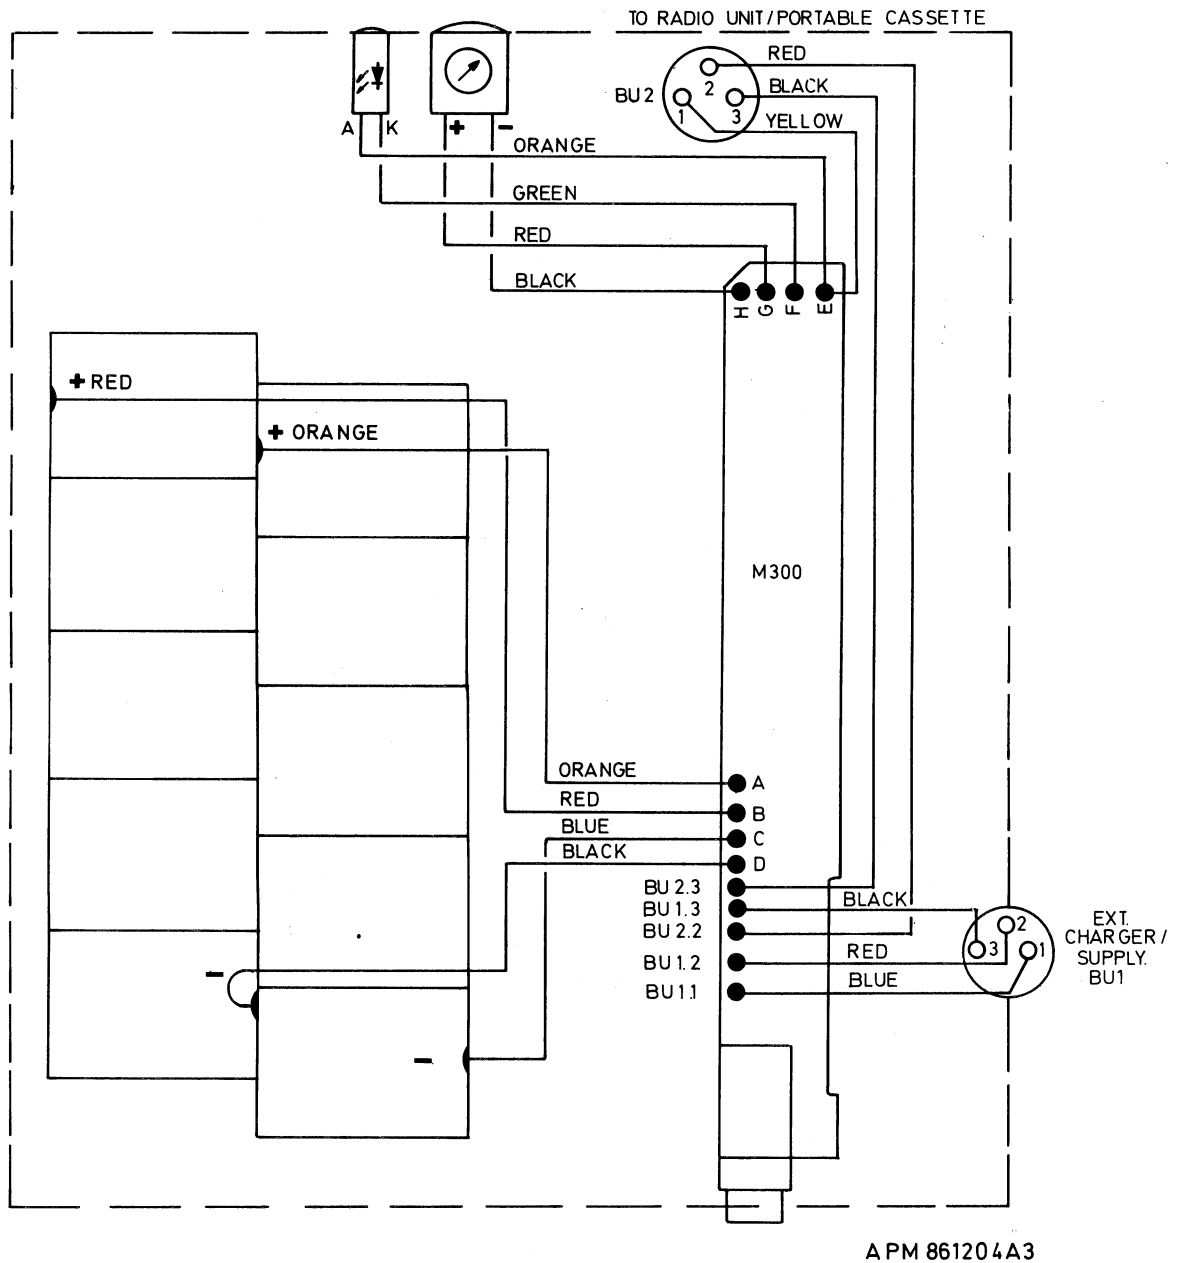 TO RADIO UNIT/PORTABLE CASSETTE
RED
BU 2
2
BLACK
1
3
YELLOW
A
K
+
-
ORANGE
GREEN
RED
BLACK
H
G
F
E
+ RED
+ ORANGE
M300
ORANGE
A
RED
B
BLUE
C
BLACK
D
BU 2.3
BU 1.3
BLACK
BU 2.2
2
EXT.
CHARGER/
SUPPLY.
BU1
3
1
BU 1.2
RED
BU 1.1
BLUE
-
-
APM 861204A3